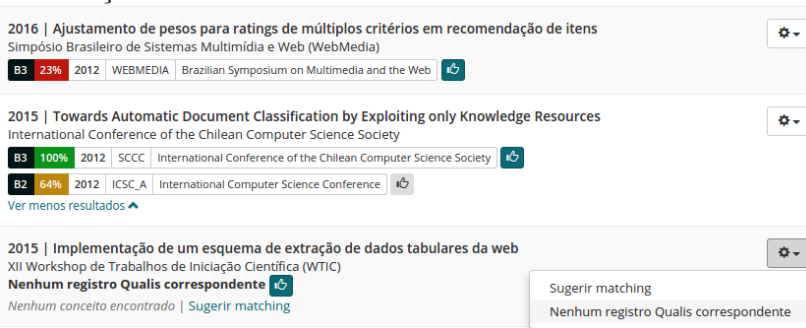 2016 | Ajustamento de pesos para ratings de múltiplos critérios em recomendação de itens
Simpósio Brasileiro de Sistemas Multimídia e Web (WebMedia)
B3 23% 2012 WEBMEDIA Brazilian Symposium on Multimedia and the Web
2015 | Towards Automatic Document Classification by Exploiting only Knowledge Resources
International Conference of the Chilean Computer Science Society
B3 100% 2012 SCCC International Conference of the Chilean Computer Science Society
B2 64% 2012 ICSC_A International Computer Science Conference
Ver menos resultados
2015 | Implementação de um esquema de extração de dados tabulares da web
XII Workshop de Trabalhos de Iniciação Científica (WTIC)
Nenhum registro Qualis correspondente
Nenhum conceito encontrado | Sugerir matching
Sugerir matching
Nenhum registro Qualis correspondente